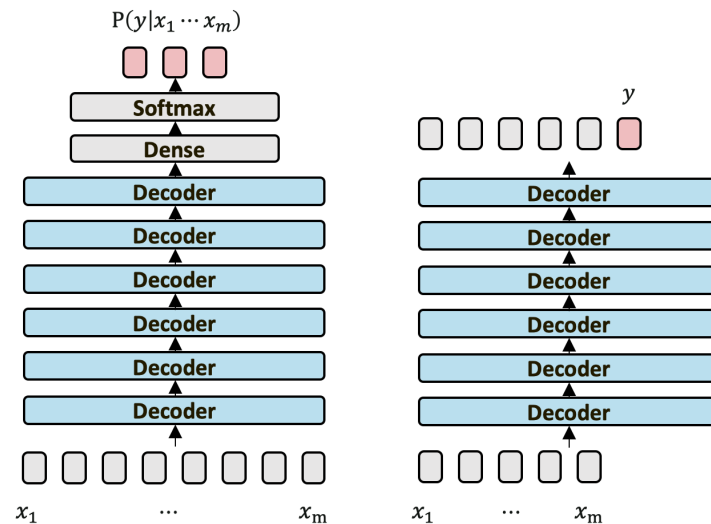 P(y|x₁ ⋯ xₘ)
Softmax
Dense
Decoder
Decoder
Decoder
Decoder
Decoder
Decoder
x₁ ⋯ xₘ
y
Decoder
Decoder
Decoder
Decoder
Decoder
Decoder
x₁ ⋯ xₘ